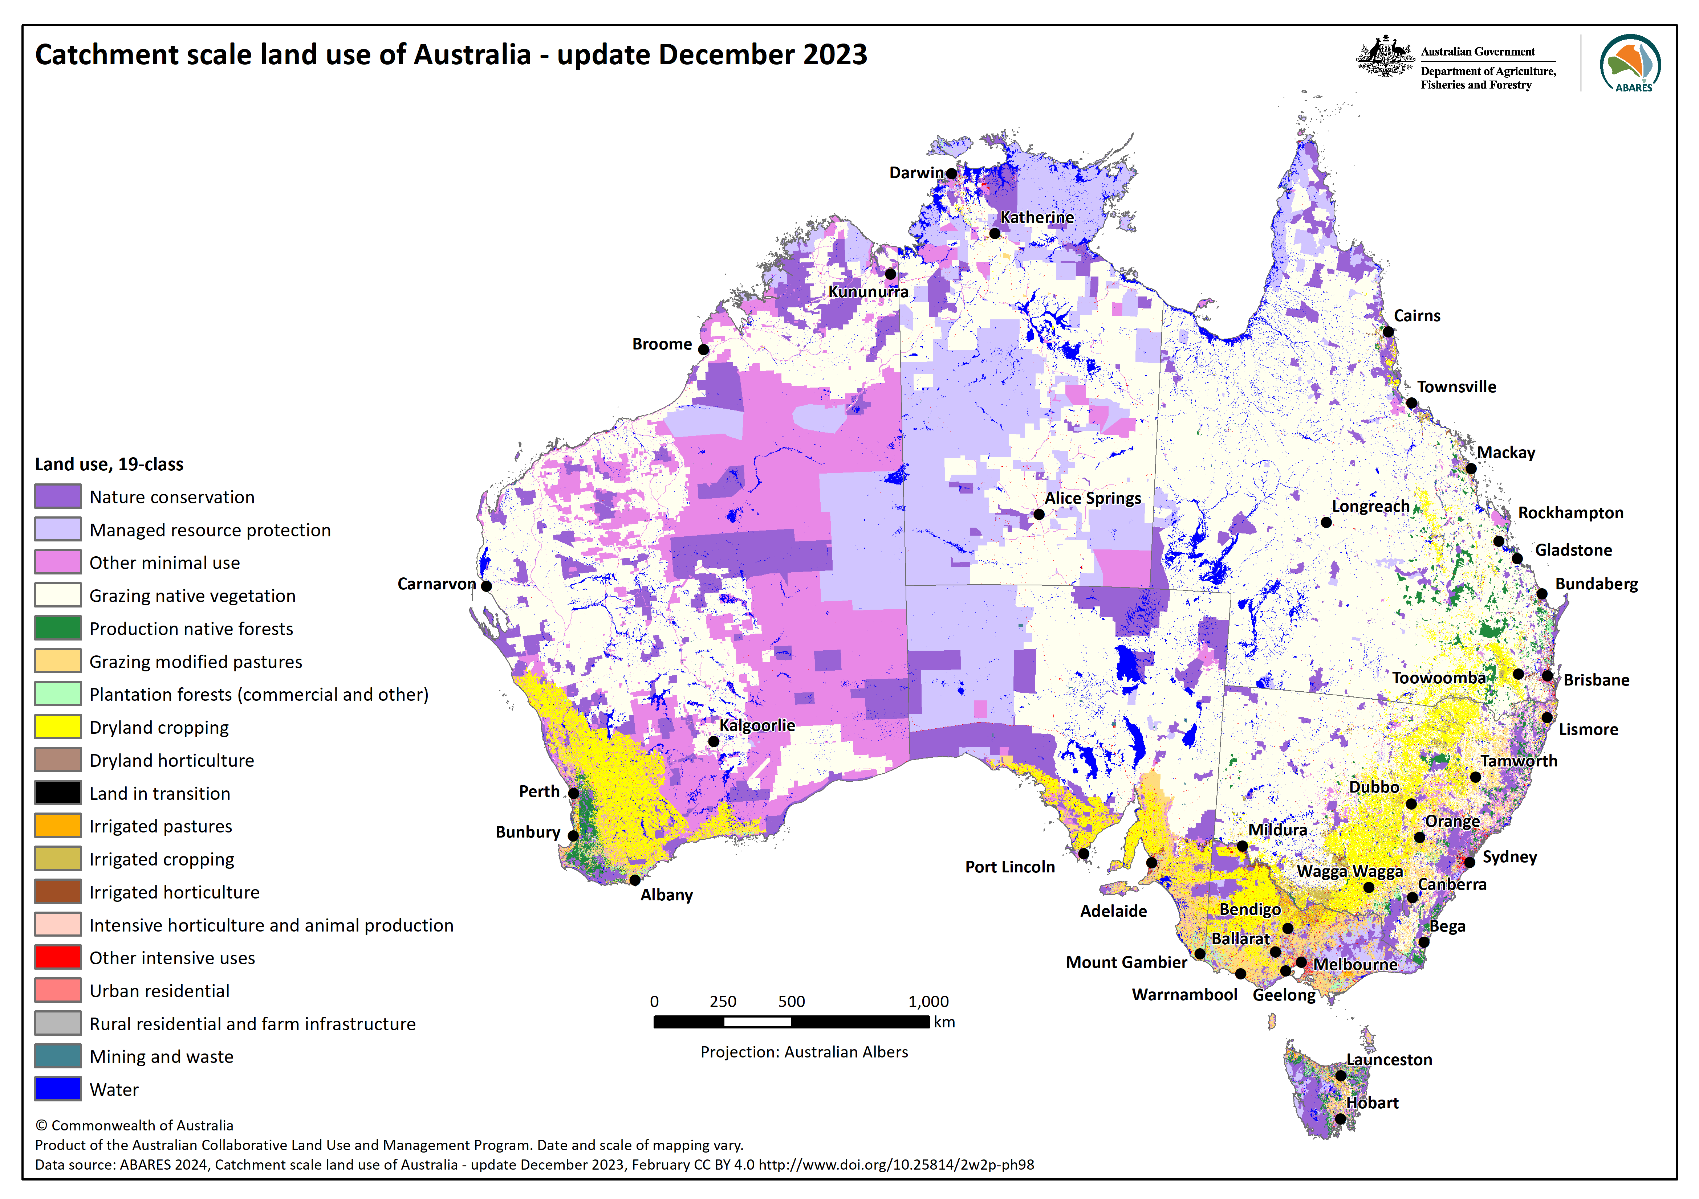 Catchment scale land use of Australia - update December 2023
Australian Government
Department of Agriculture,
Fisheries and Forestry
ABARES
Darwin
Katherine
Kununurra
Cairns
Broome
Townsville
Mackay
Land use, 19-class
Nature conservation
Managed resource protection
Other minimal use
Grazing native vegetation
Production native forests
Grazing modified pastures
Plantation forests (commercial and other)
Dryland cropping
Dryland horticulture
Land in transition
Irrigated pastures
Irrigated cropping
Irrigated horticulture
Intensive horticulture and animal production
Other intensive uses
Urban residential
Rural residential and farm infrastructure
Mining and waste
Water
Alice Springs
Longreach
Rockhampton
Gladstone
Carnarvon
Bundaberg
Toowoomba
Brisbane
Kalgoorlie
Lismore
Tamworth
Perth
Dubbo
Bunbury
Orange
Mildura
Sydney
Port Lincoln
Wagga Wagga
Albany
Canberra
Adelaide
Bendigo
Bega
Ballarat
Mount Gambier
Melbourne
Warrnambool
Geelong
0 250 500 1,000
km
Projection: Australian Albers
Launceston
Hobart
© Commonwealth of Australia
Product of the Australian Collaborative Land Use and Management Program. Date and scale of mapping vary.
Data source: ABARES 2024, Catchment scale land use of Australia - update December 2023, February CC BY 4.0 http://www.doi.org/10.25814/2w2p-ph98